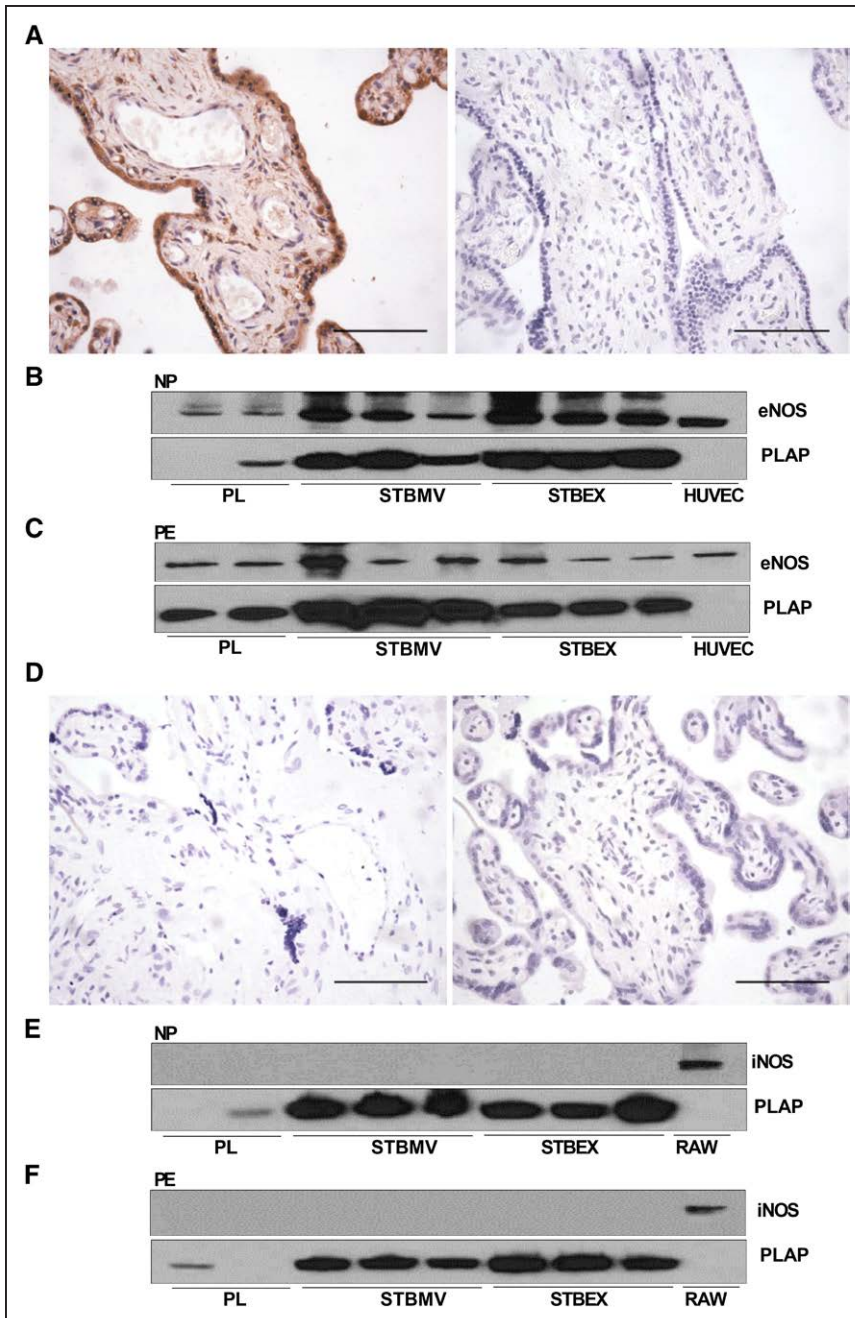 A
B
NP
eNOS
PLAP
PL STBMV STBEX HUVEC
C
PE
eNOS
PLAP
PL STBMV STBEX HUVEC
D
E
NP
iNOS
PLAP
PL STBMV STBEX RAW
F
PE
iNOS
PLAP
PL STBMV STBEX RAW